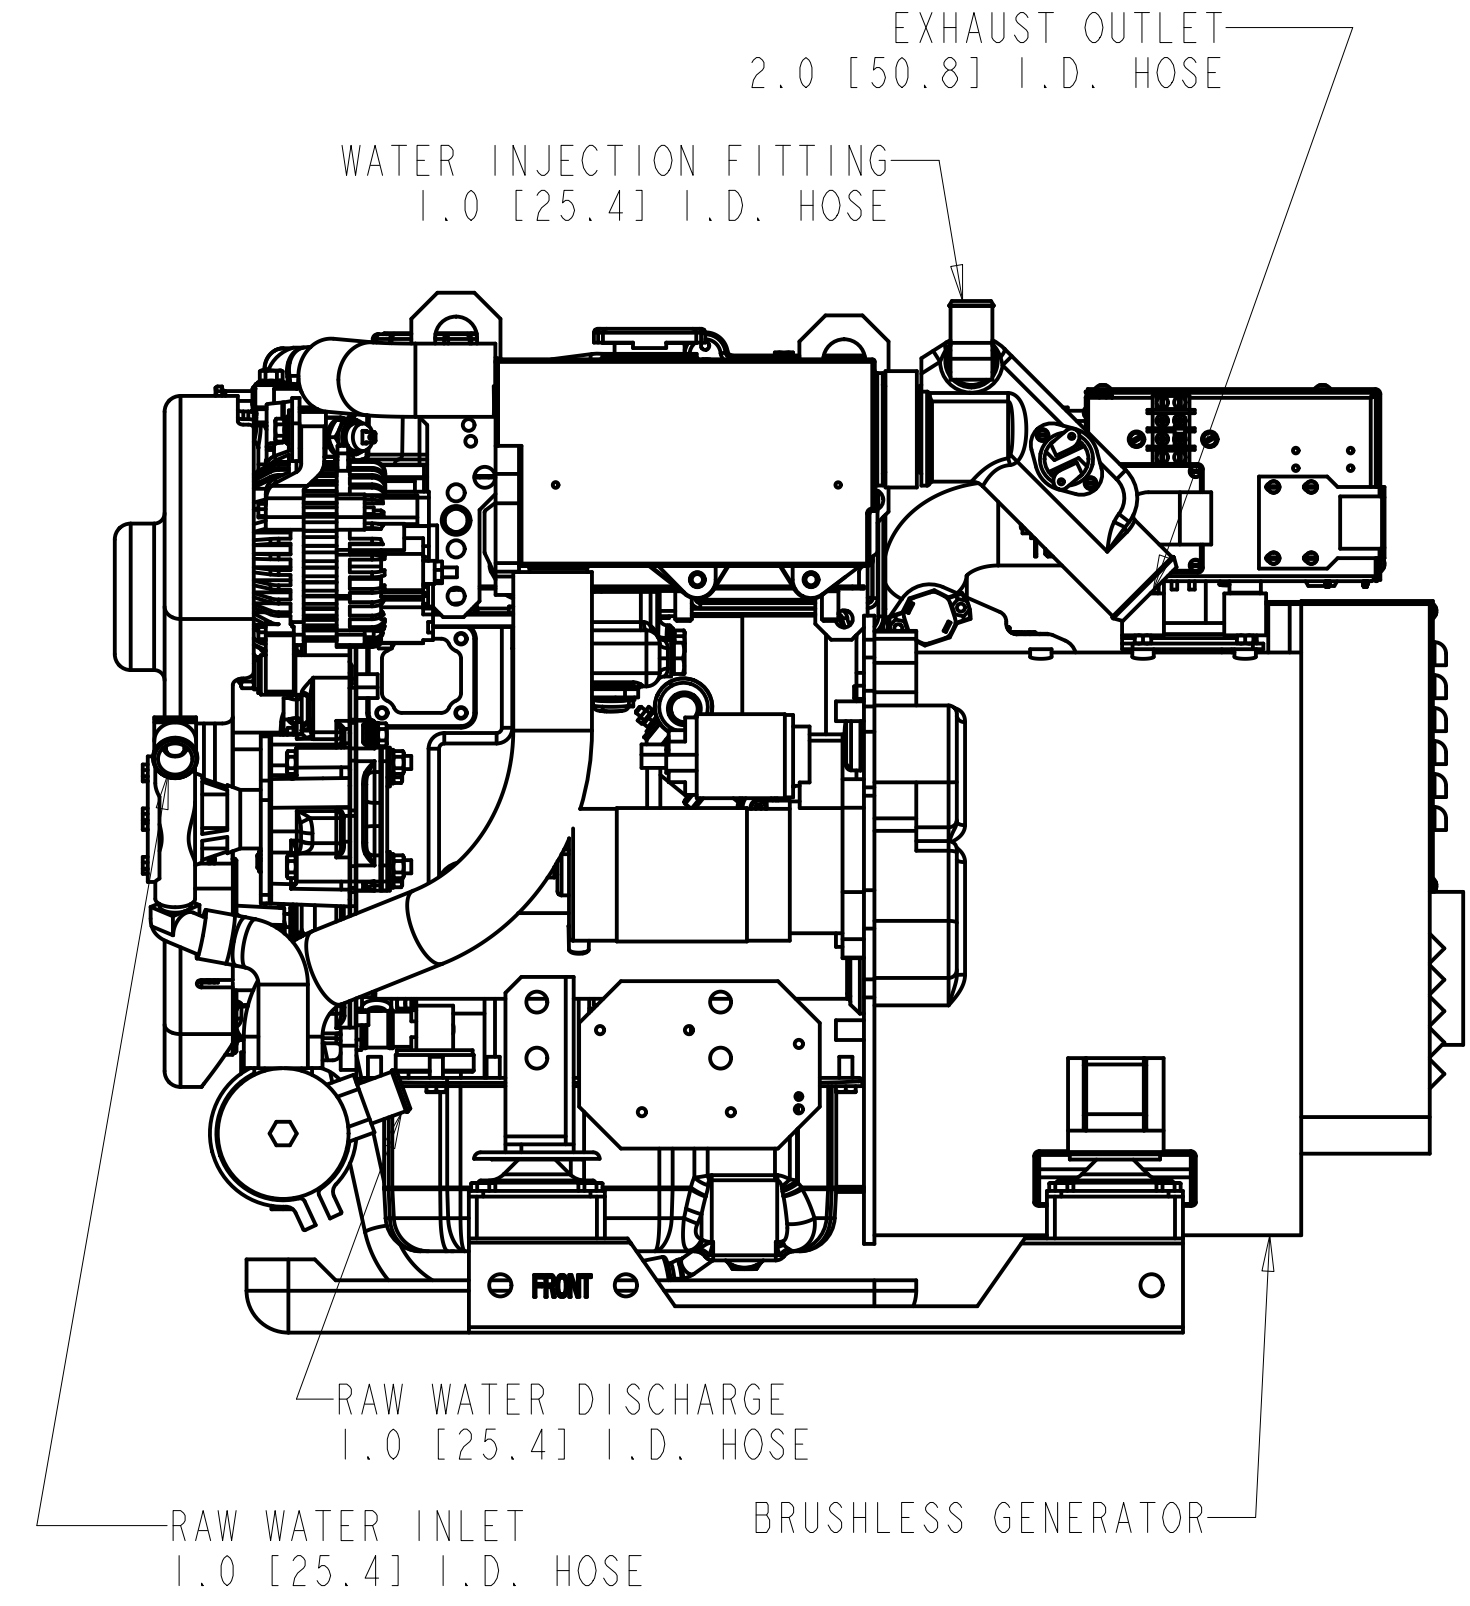 EXHAUST OUTLET
2.0 [50.8] I.D. HOSE
WATER INJECTION FITTING
1.0 [25.4] I.D. HOSE
FRONT
RAW WATER DISCHARGE
1.0 [25.4] I.D. HOSE
RAW WATER INLET
1.0 [25.4] I.D. HOSE
BRUSHLESS GENERATOR